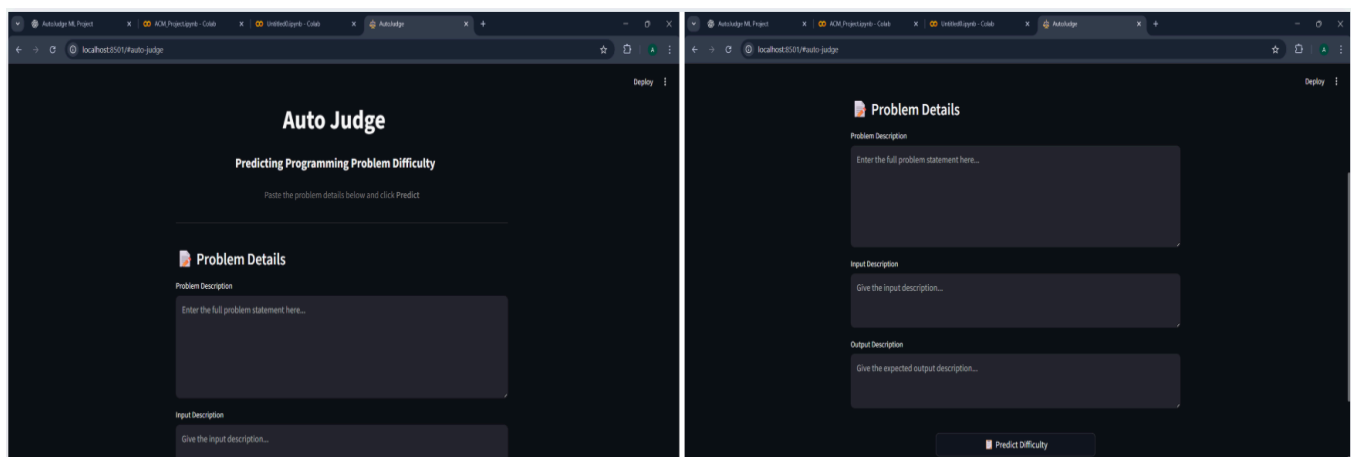 AutoJudge ML Project
ACM_Project.ipynb - Colab
Untitled0.ipynb - Colab
AutoJudge
localhost:8501/#auto-judge
A
Deploy
Auto Judge
Predicting Programming Problem Difficulty
Paste the problem details below and click Predict
Problem Details
Problem Description
Enter the full problem statement here...
Input Description
Give the input description...
AutoJudge ML Project
ACM_Project.ipynb - Colab
Untitled0.ipynb - Colab
AutoJudge
localhost:8501/#auto-judge
A
Deploy
Problem Details
Problem Description
Enter the full problem statement here...
Input Description
Give the input description...
Output Description
Give the expected output description...
Predict Difficulty